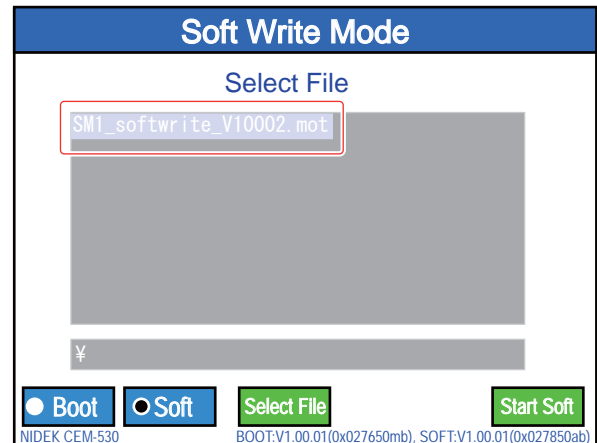 Soft Write Mode
Select File
SM1_softwrite_V10002.mot
¥
Boot Soft Select File Start Soft
NIDEK CEM-530 BOOT:V1.00.01(0x027650mb), SOFT:V1.00.01(0x027850ab)